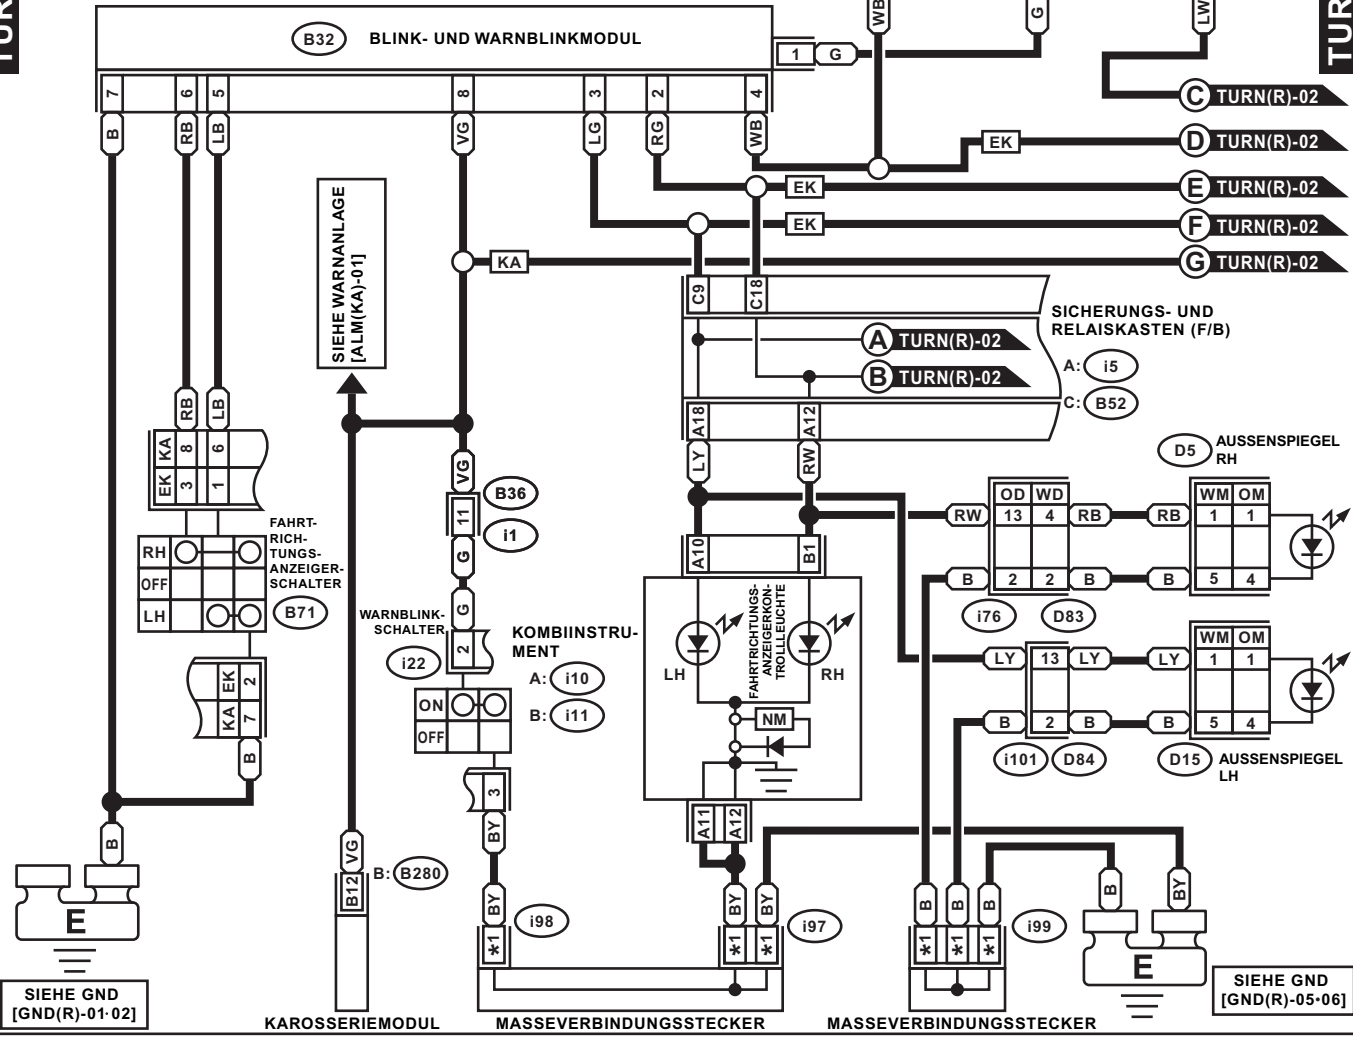 TUR
TUR
WB
G
LW
B32
BLINK- UND WARNBLINKMODUL
1
G
7
6
5
8
3
2
4
B
RB
LB
VG
LG
RG
WB
C
TURN(R)-02
EK
D
TURN(R)-02
EK
E
TURN(R)-02
EK
F
TURN(R)-02
KA
G
TURN(R)-02
SIEHE WARNANLAGE
[ALM(KA)-01]
C9
C18
SICHERUNGS- UND
RELAISKASTEN (F/B)
A
TURN(R)-02
B
TURN(R)-02
A: i5
C: B52
A18
A12
RB
LB
LY
RW
KA
8
6
EK
3
1
VG
B36
11
i1
G
D5
AUSSENSPIEGEL
RH
OD
WD
WM
OM
RW
13
4
RB
RB
1
1
B
2
2
B
B
5
4
i76
D83
FAHRT-
RICH-
TUNGS-
ANZEIGER-
SCHALTER
B71
RH
OFF
LH
A10
B1
G
WARNBLINK-
SCHALTER
2
i22
KOMBIINSTRU-
MENT
A: i10
B: i11
FAHRTRICHTUNGS-
ANZEIGERKON-
TROLLLEUCHTE
LH
RH
NM
WM
OM
LY
13
LY
LY
1
1
B
2
B
B
5
4
i101
D84
D15
AUSSENSPIEGEL
LH
EK
2
KA
7
B
ON
OFF
3
A11
A12
BY
B
VG
B12
B: B280
BY
i98
BY
BY
i97
B
B
B
i99
B
BY
*1
*1
*1
*1
*1
*1
E
E
SIEHE GND
[GND(R)-01·02]
SIEHE GND
[GND(R)-05•06]
KAROSSERIEMODUL
MASSEVERBINDUNGSSTECKER
MASSEVERBINDUNGSSTECKER